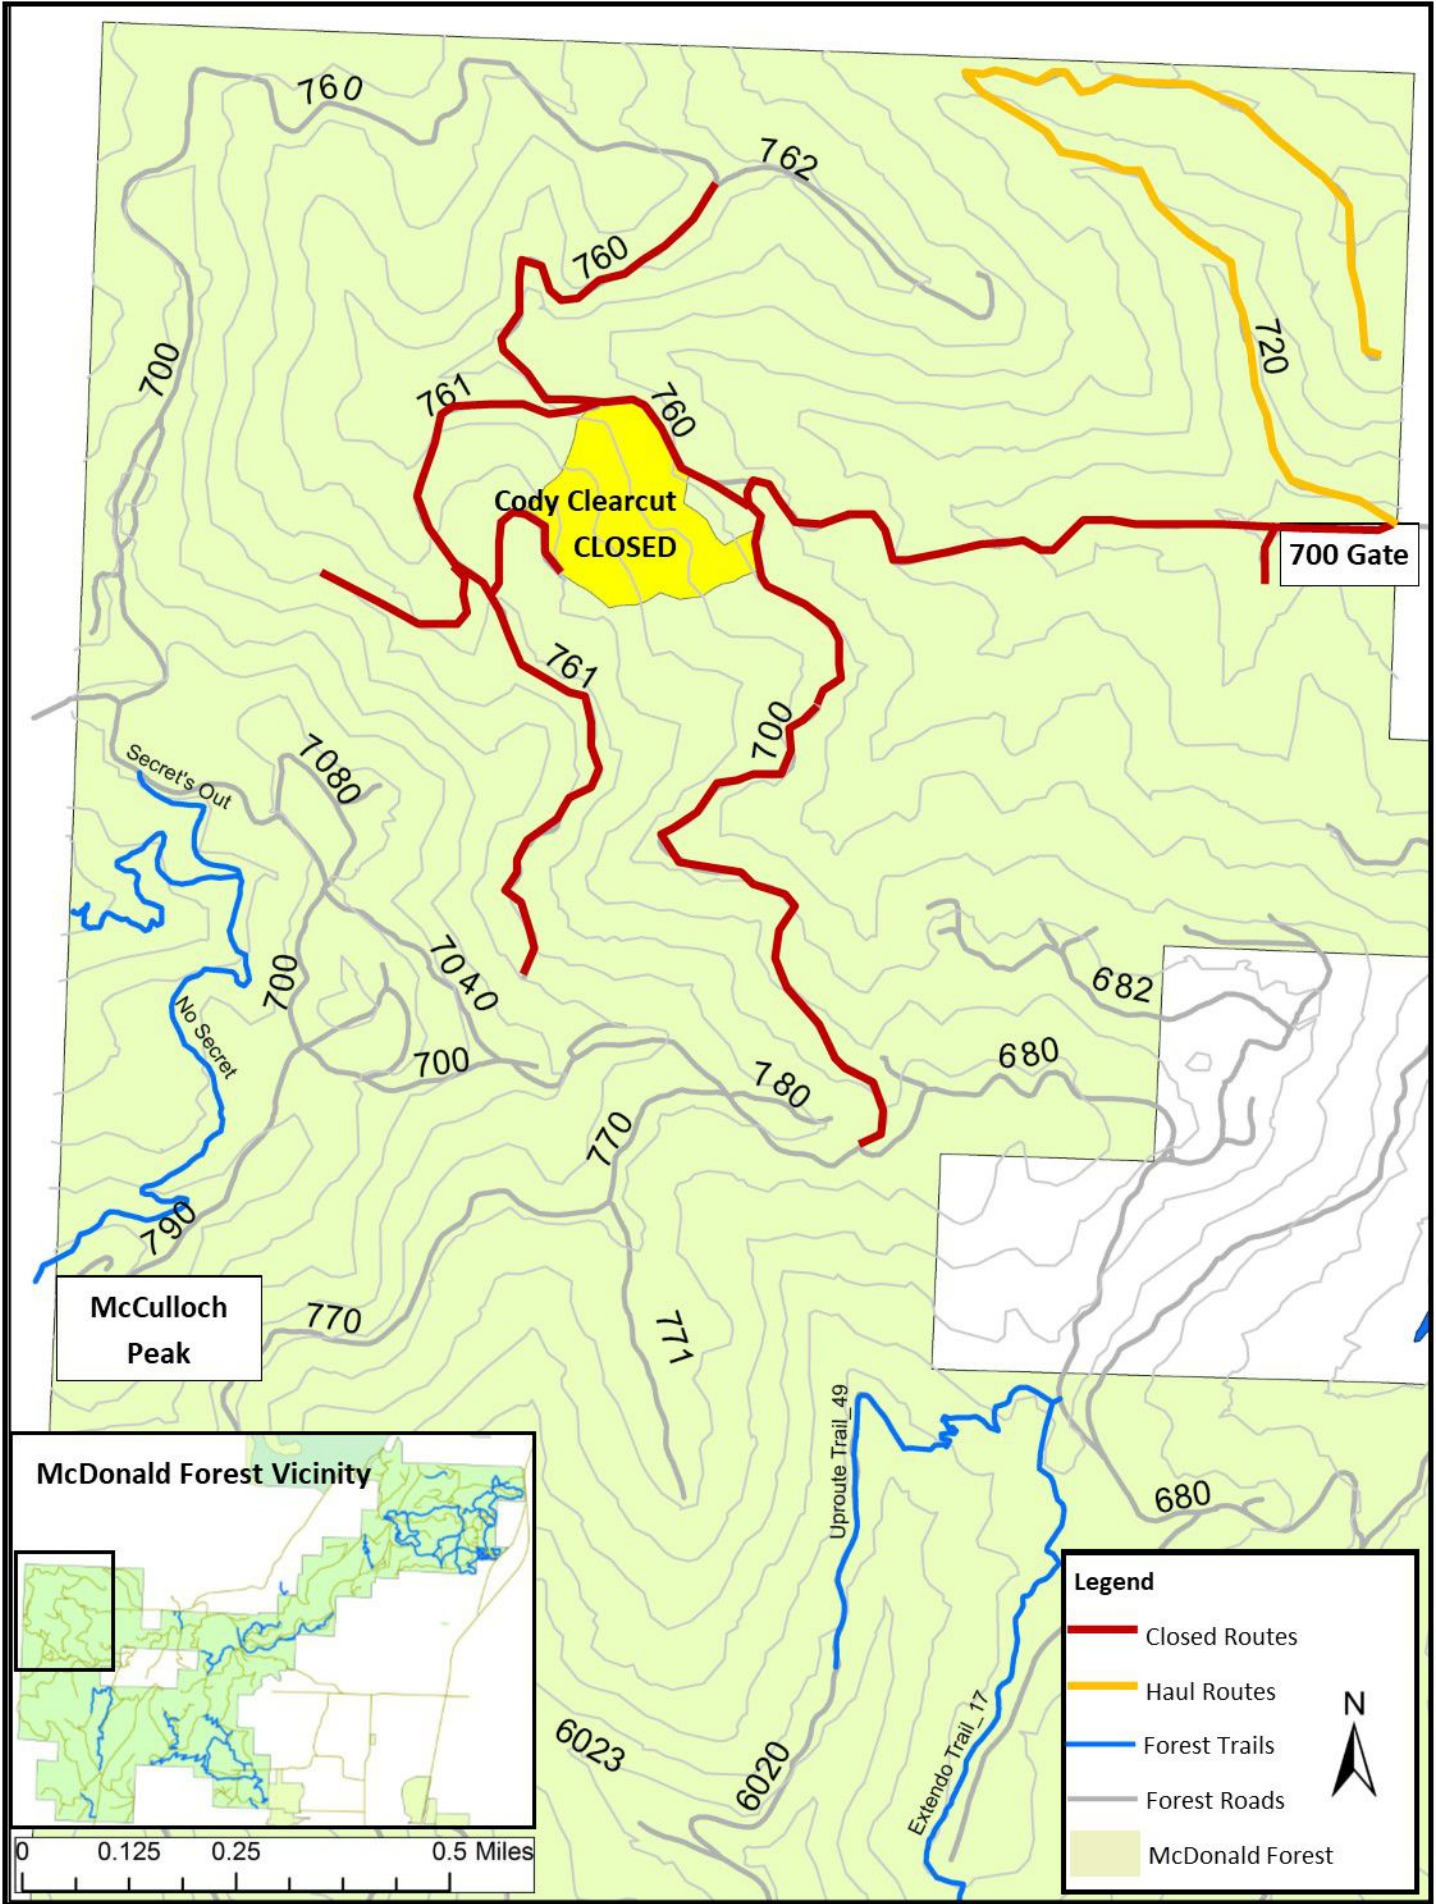 760
762
760
700
720
761
760
Cody Clearcut
CLOSED
700 Gate
761
700
Secret's Out
7080
7040
682
700
No Secret
700
680
780
770
790
McCulloch
Peak
770
771
Uproute Trail_49
McDonald Forest Vicinity
680
Legend
Closed Routes
Haul Routes
Forest Trails
Forest Roads
McDonald Forest
N
Extendo Trail_17
6023
6020
0 0.125 0.25 0.5 Miles